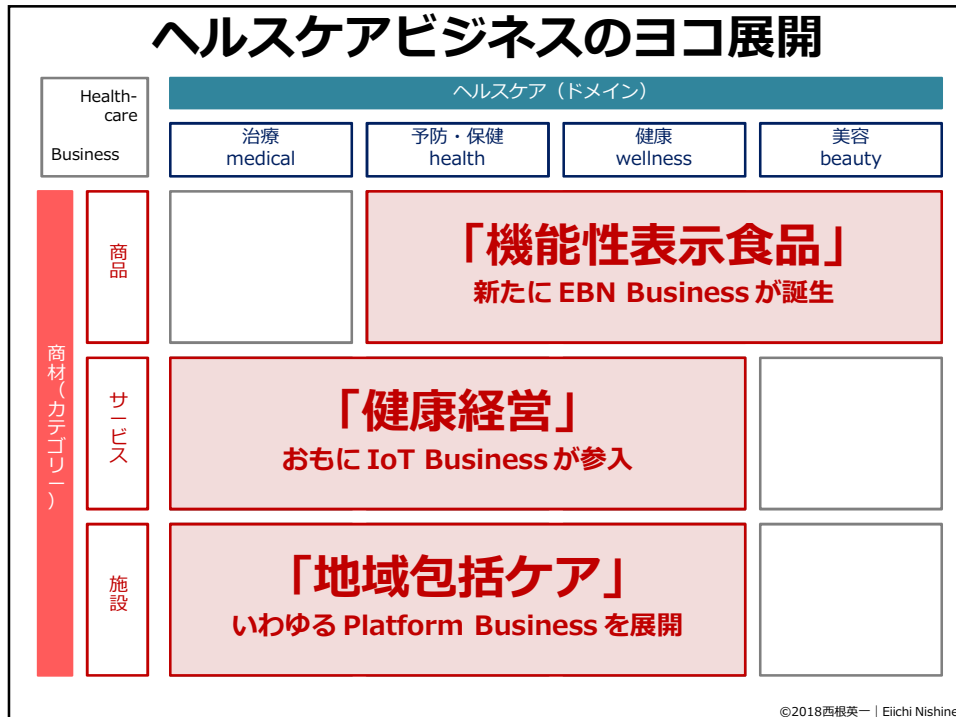 ヘルスケアビジネスのヨコ展開
Health-
care
Business
ヘルスケア（ドメイン）
治療
medical
予防・保健
health
健康
wellness
美容
beauty
商材（カテゴリー）
商品
「機能性表示食品」
新たに EBN Business が誕生
サービス
「健康経営」
おもに IoT Business が参入
施設
「地域包括ケア」
いわゆる Platform Business を展開
©2018西根英一｜Eiichi Nishine